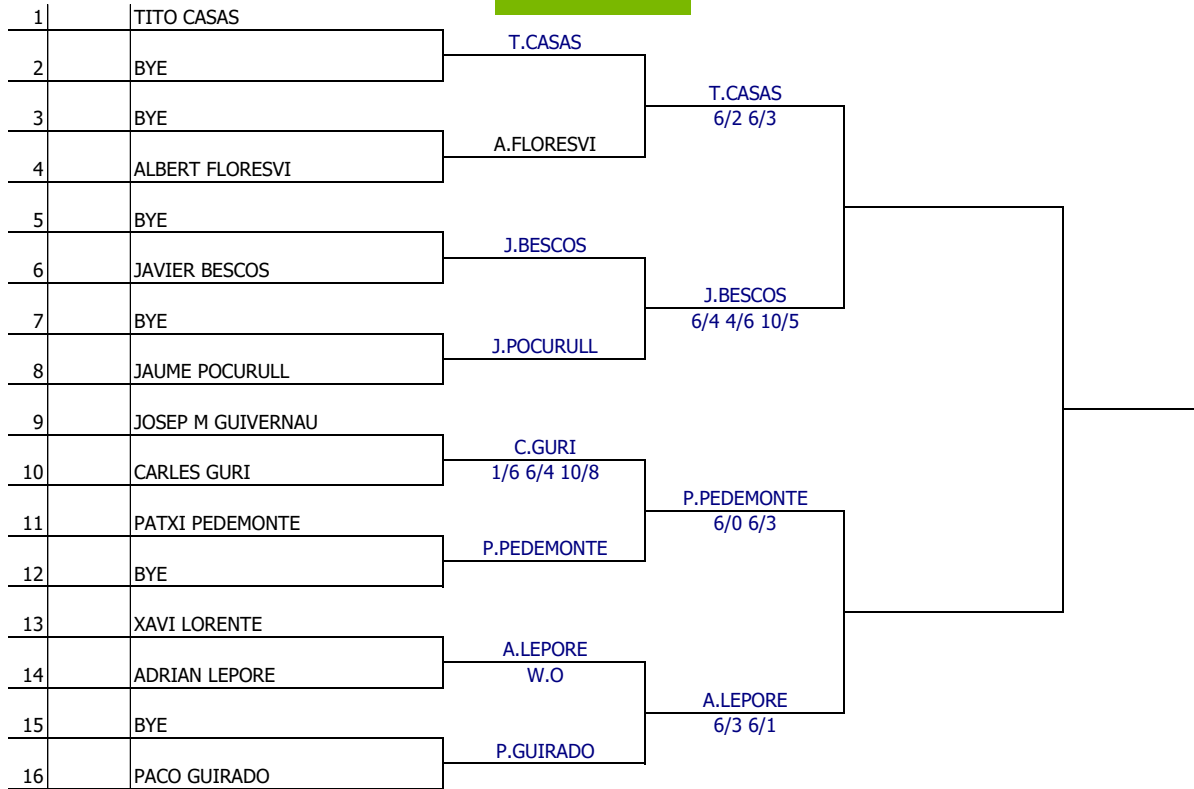 1 TITO CASAS
T.CASAS
2 BYE
T.CASAS
6/2 6/3
3 BYE
A.FLORESVI
4 ALBERT FLORESVI
5 BYE
J.BESCOS
6 JAVIER BESCOS
J.BESCOS
6/4 4/6 10/5
7 BYE
J.POCURULL
8 JAUME POCURULL
9 JOSEP M GUIVERNAU
C.GURI
10 CARLES GURI
1/6 6/4 10/8
P.PEDEMONTE
6/0 6/3
11 PATXI PEDEMONTE
P.PEDEMONTE
12 BYE
13 XAVI LORENTE
A.LEPORE
14 ADRIAN LEPORE
W.O
A.LEPORE
6/3 6/1
15 BYE
P.GUIRADO
16 PACO GUIRADO